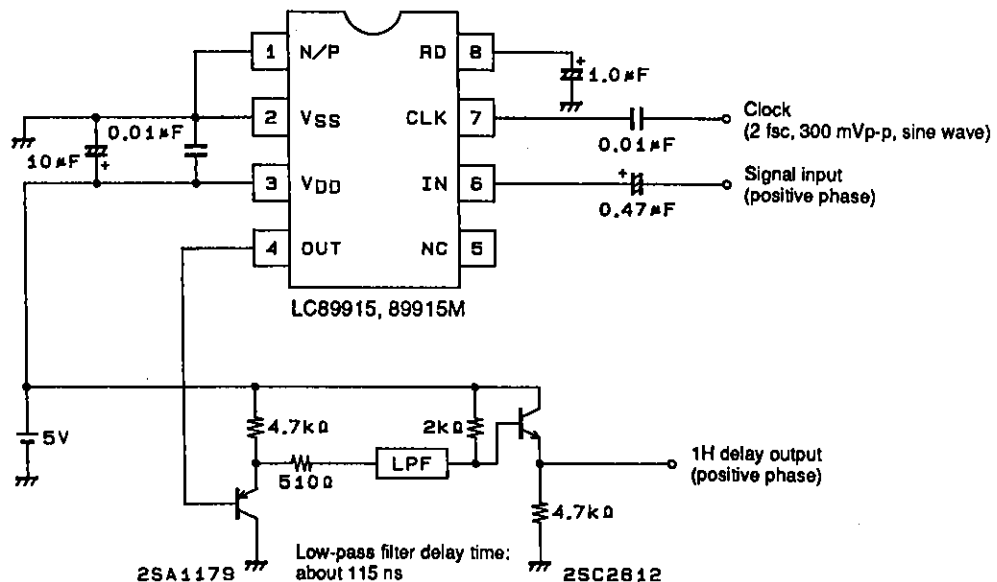 1 N/P
RD 8
1.0μF
2 VSS
CLK 7
Clock
(2 fsc, 300 mVp-p, sine wave)
0.01μF
0.01μF
10μF
3 VDD
IN 6
Signal input
(positive phase)
0.47μF
4 OUT
NC 5
LC89915, 89915M
5V
4.7kΩ
2kΩ
LPF
510Ω
1H delay output
(positive phase)
4.7kΩ
2SA1179
Low-pass filter delay time:
about 115 ns
2SC2812